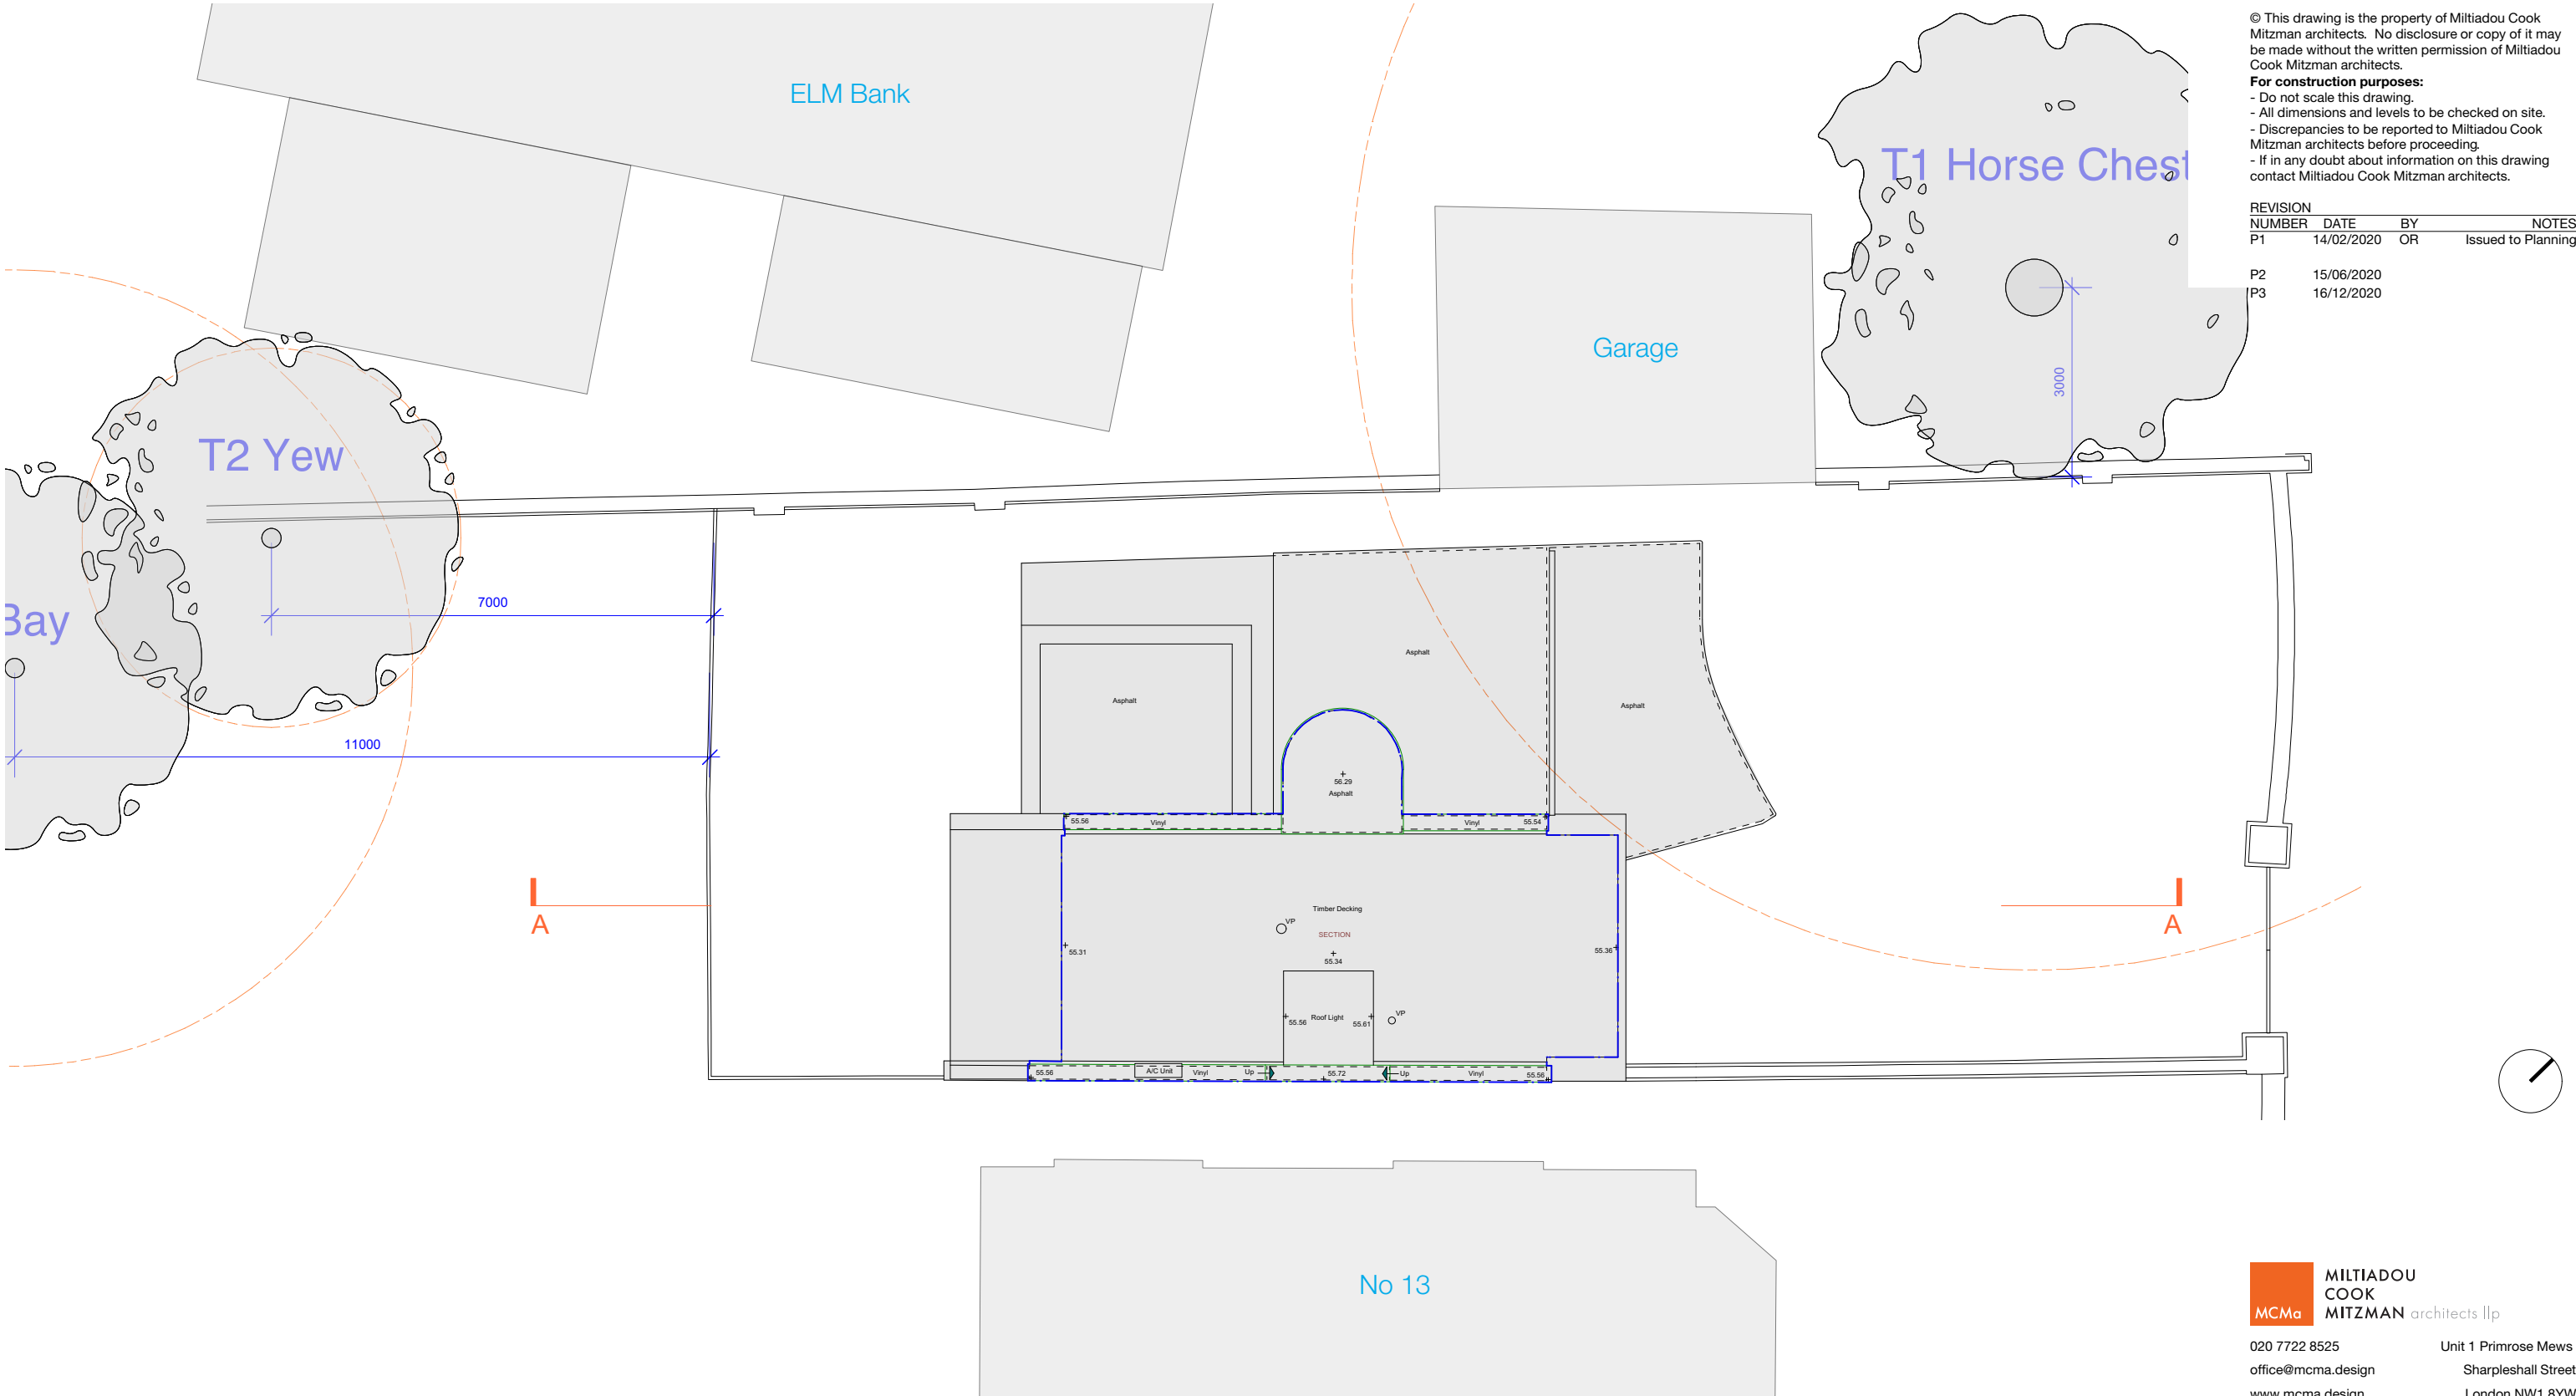 © This drawing is the property of Miltiadou Cook
Mitzman architects. No disclosure or copy of it may
be made without the written permission of Miltiadou
Cook Mitzman architects.
For construction purposes:
- Do not scale this drawing.
- All dimensions and levels to be checked on site.
- Discrepancies to be reported to Miltiadou Cook
Mitzman architects before proceeding.
- If in any doubt about information on this drawing
contact Miltiadou Cook Mitzman architects.
REVISION
NUMBER DATE BY NOTES
P1 14/02/2020 OR Issued to Planning
P2 15/06/2020
P3 16/12/2020
ELM Bank
T1 Horse Chest
Garage
3000
T2 Yew
7000
Bay
11000
Asphalt
Asphalt
Asphalt
56.29
Asphalt
55.56
Vinyl
Vinyl
55.54
A
A
Timber Decking
VP
SECTION
55.31
55.34
55.36
55.56
Roof Light
55.61
VP
55.56
A/C Unit
Vinyl
Up
55.72
Up
Vinyl
55.56
No 13
MCMa
MILTIADOU
COOK
MITZMAN architects llp
020 7722 8525 Unit 1 Primrose Mews
office@mcma.design Sharpleshall Street
www.mcma.design London NW1 8YW